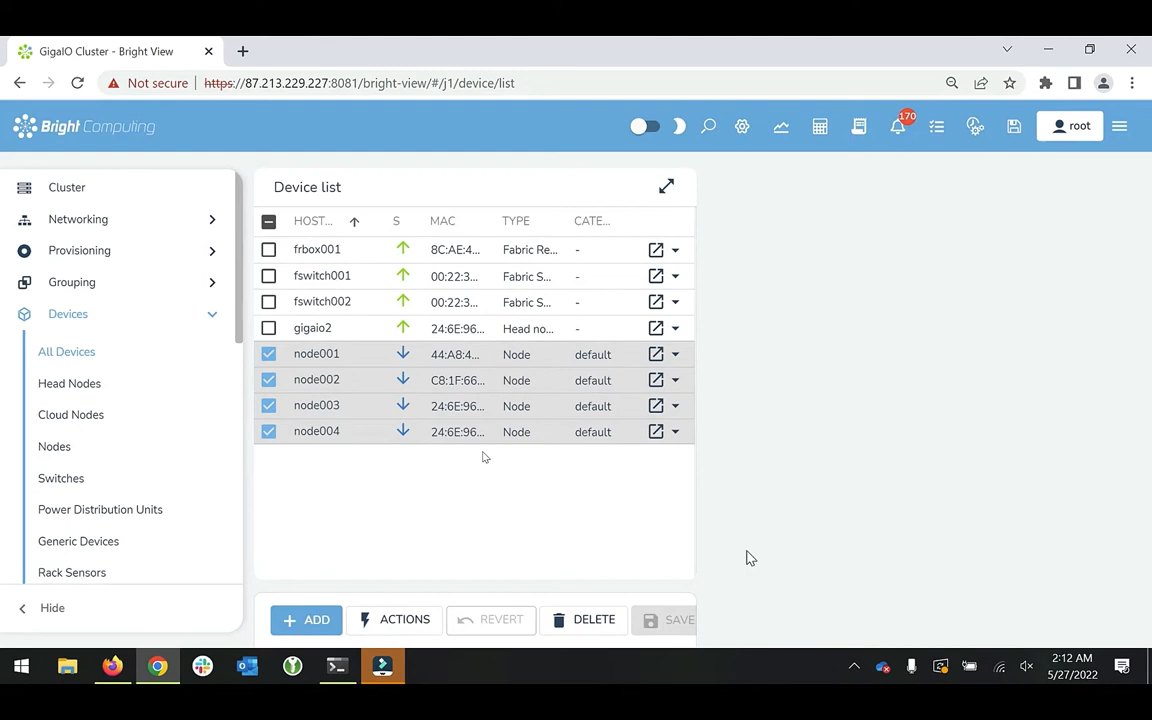 GigaIO Cluster - Bright View
Not secure https://87.213.229.227:8081/bright-view/#/j1/device/list
Bright Computing
170
root
Cluster
Networking
Provisioning
Grouping
Devices
All Devices
Head Nodes
Cloud Nodes
Nodes
Switches
Power Distribution Units
Generic Devices
Rack Sensors
Hide
Device list
HOST... S MAC TYPE CATE...
frbox001 8C:AE:4... Fabric Re... -
fswitch001 00:22:3... Fabric S... -
fswitch002 00:22:3... Fabric S... -
gigaio2 24:6E:96... Head no... -
node001 44:A8:4... Node default
node002 C8:1F:66... Node default
node003 24:6E:96... Node default
node004 24:6E:96... Node default
ADD ACTIONS REVERT DELETE SAVE
2:12 AM
5/27/2022